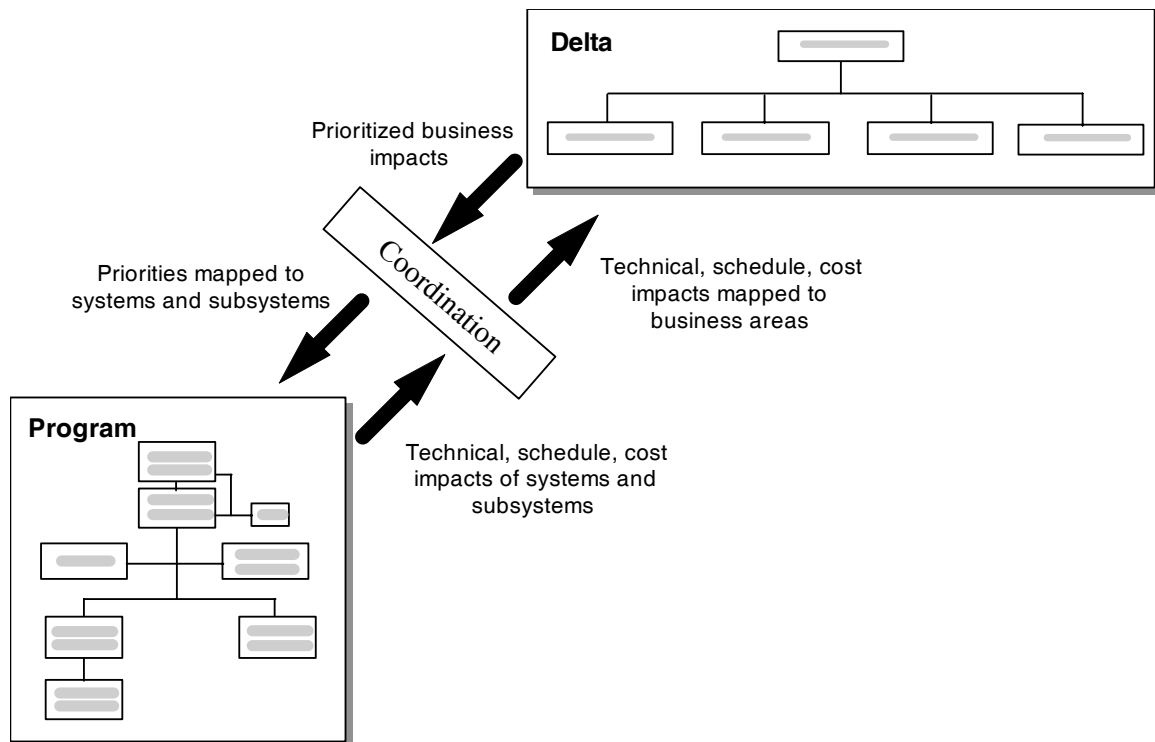 Delta
Prioritized business
impacts
Coordination
Priorities mapped to
systems and subsystems
Technical, schedule, cost
impacts mapped to
business areas
Program
Technical, schedule, cost
impacts of systems and
subsystems